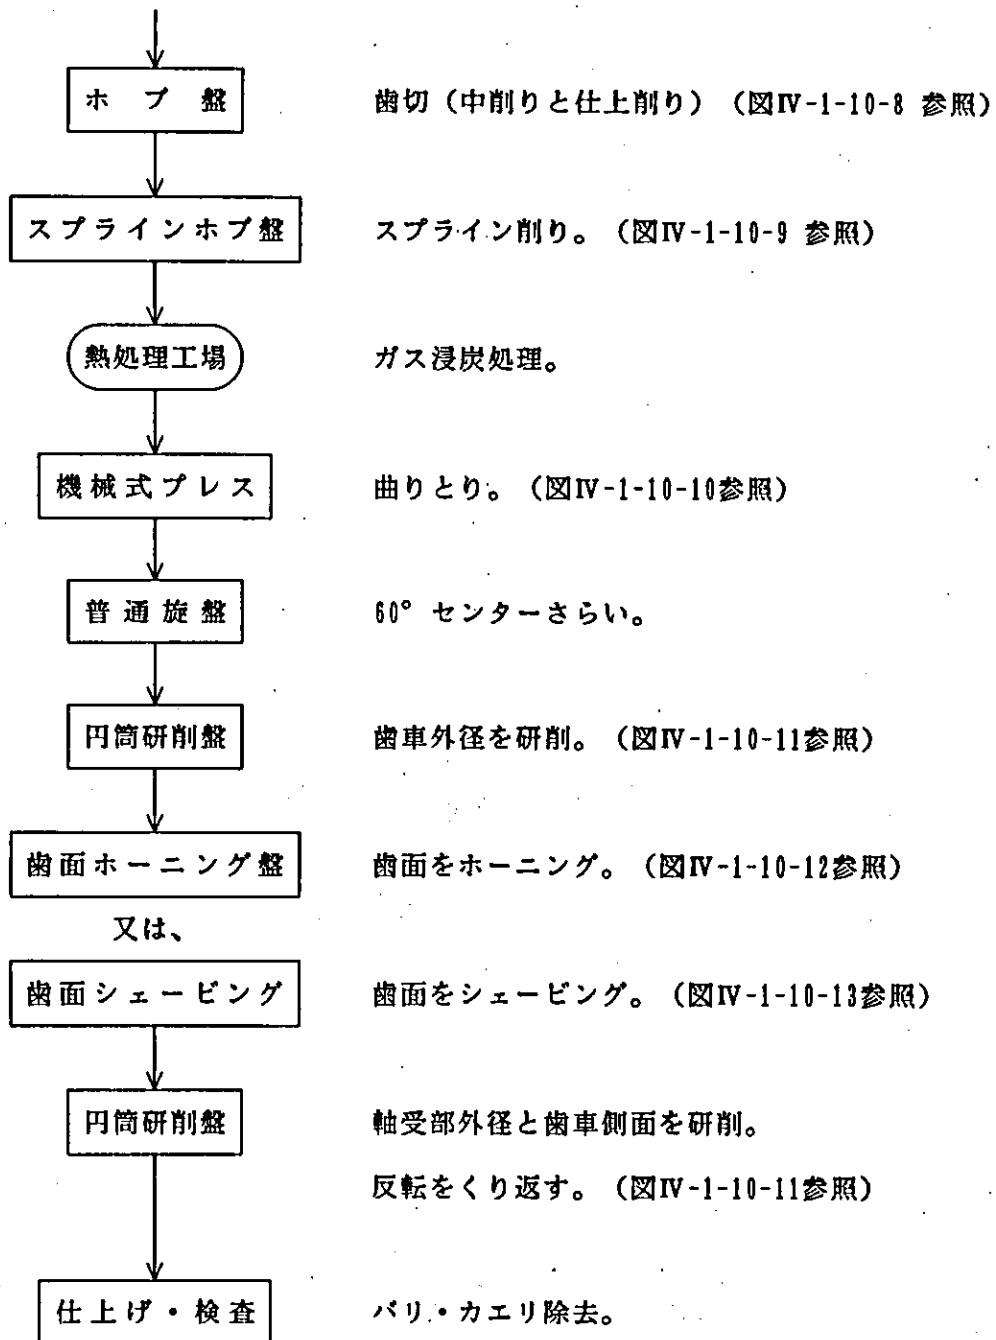 ホブ盤 歯切（中削りと仕上削り）（図Ⅳ-1-10-8 参照）
スプラインホブ盤 スプライン削り。（図Ⅳ-1-10-9 参照）
熱処理工場 ガス浸炭処理。
機械式プレス 曲りとり。（図Ⅳ-1-10-10参照）
普通旋盤 60° センターさらい。
円筒研削盤 歯車外径を研削。（図Ⅳ-1-10-11参照）
歯面ホーニング盤 歯面をホーニング。（図Ⅳ-1-10-12参照）
又は、
歯面シェービング 歯面をシェービング。（図Ⅳ-1-10-13参照）
円筒研削盤 軸受部外径と歯車側面を研削。
反転をくり返す。（図Ⅳ-1-10-11参照）
仕上げ・検査 バリ・カエリ除去。